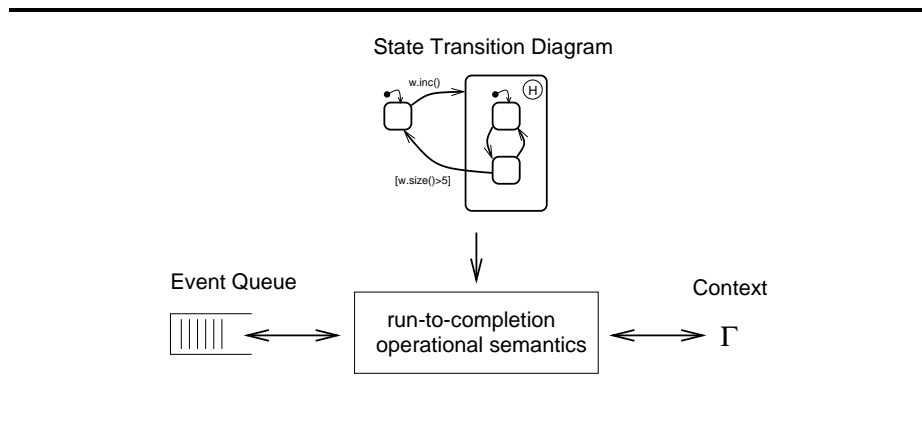 State Transition Diagram
w.inc()
H
[w.size()>5]
Event Queue
Context
run-to-completion
operational semantics
Γ